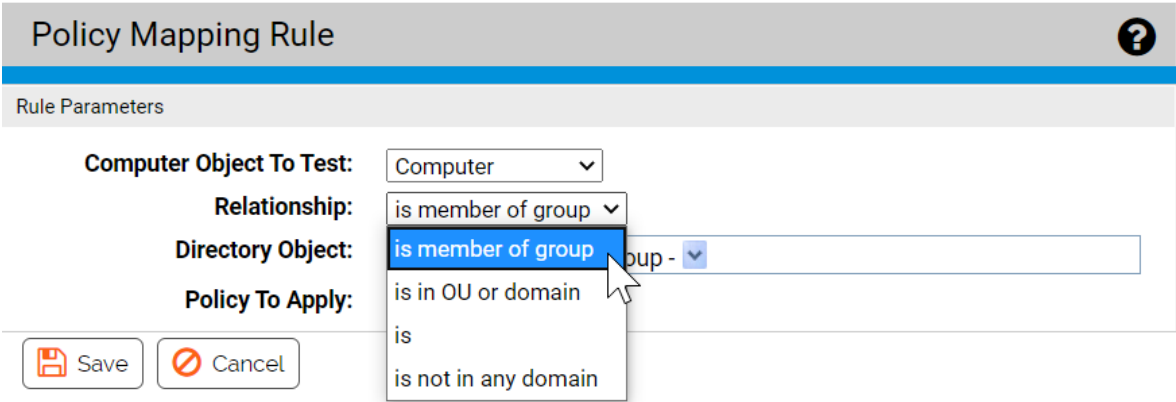 Policy Mapping Rule
Rule Parameters
Computer Object To Test: Computer
Relationship: is member of group
Directory Object: is member of group
is in OU or domain
Policy To Apply:
is
is not in any domain
Save Cancel